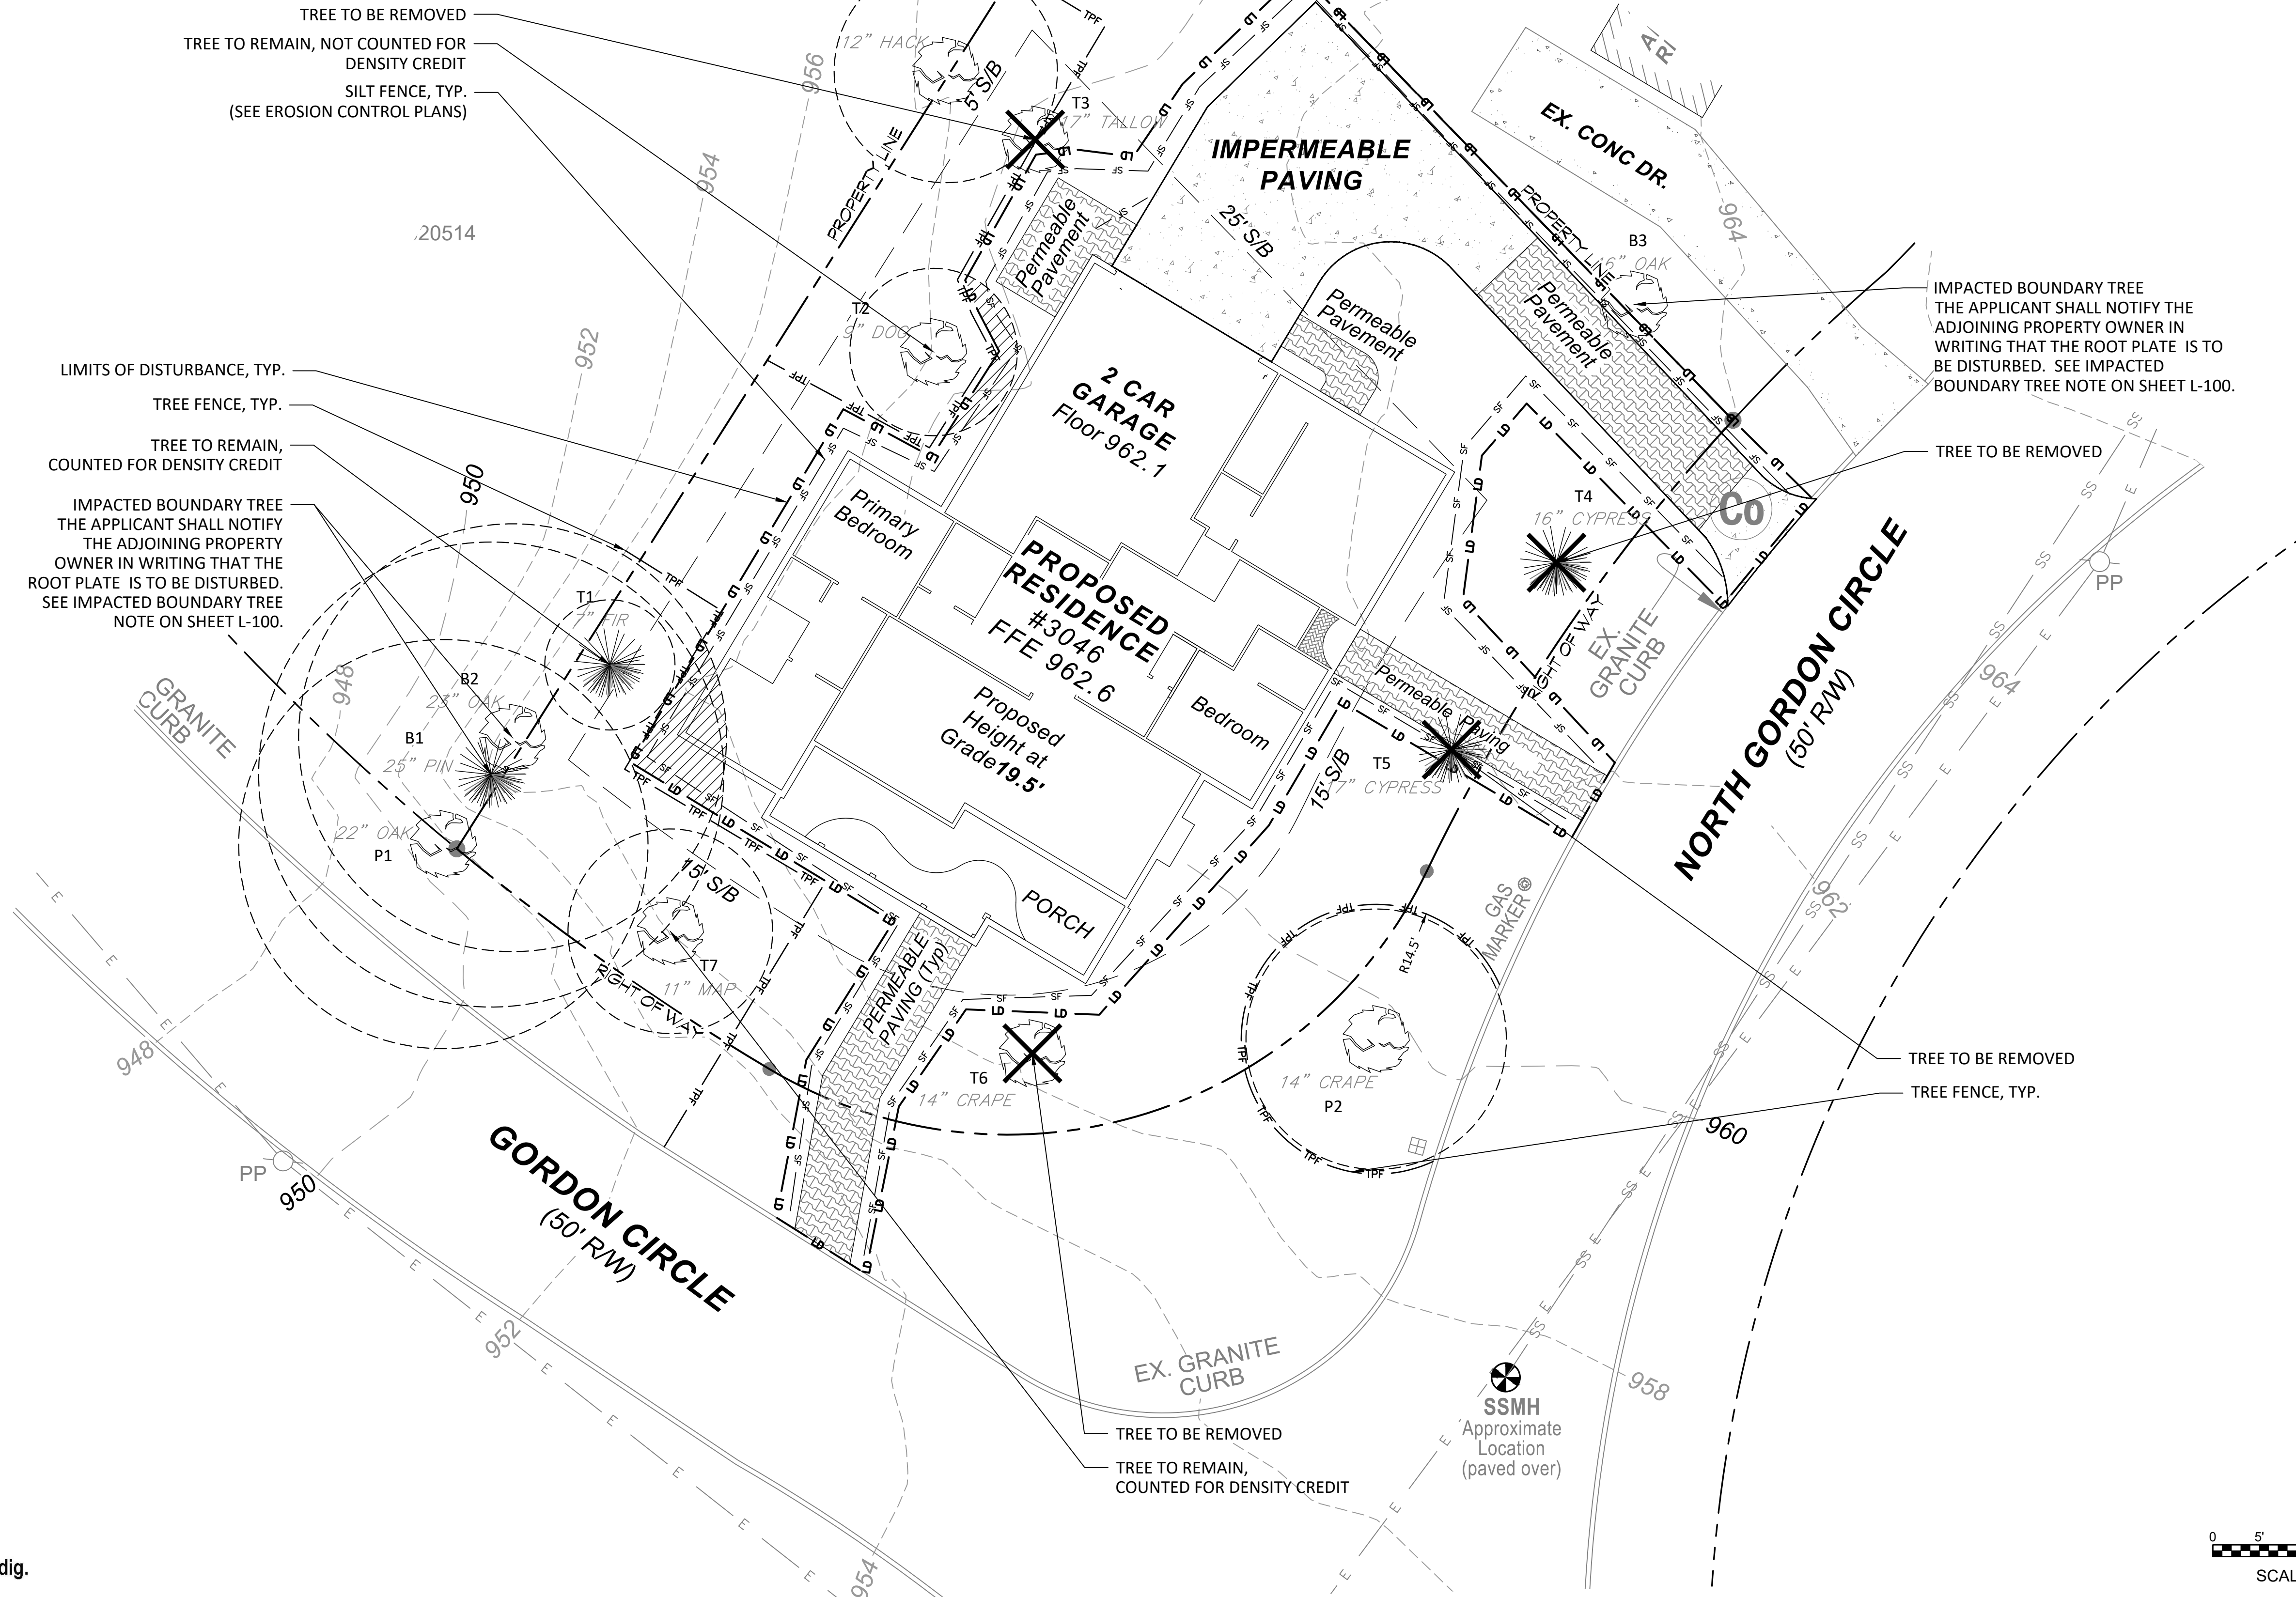 TREE TO BE REMOVED
TREE TO REMAIN, NOT COUNTED FOR
DENSITY CREDIT
SILT FENCE, TYP.
(SEE EROSION CONTROL PLANS)
LIMITS OF DISTURBANCE, TYP.
TREE FENCE, TYP.
TREE TO REMAIN,
COUNTED FOR DENSITY CREDIT
IMPACTED BOUNDARY TREE
THE APPLICANT SHALL NOTIFY
THE ADJOINING PROPERTY
OWNER IN WRITING THAT THE
ROOT PLATE IS TO BE DISTURBED.
SEE IMPACTED BOUNDARY TREE
NOTE ON SHEET L-100.
12" HACK
5' S/B
T3
17" TALLOW
TPF
956
954
952
950
948
20514
PROPERTY LINE
T2
9" DOG
T1
7" FIR
B2
23" OAK
B1
25" PIN
22" OAK
P1
GRANITE
CURB
IMPERMEABLE
PAVING
25' S/B
Permeable
Pavement
Permeable
Pavement
Permeable
Pavement
EX. CONC DR.
PROPERTY LINE
B3
16" OAK
964
IMPACTED BOUNDARY TREE
THE APPLICANT SHALL NOTIFY THE
ADJOINING PROPERTY OWNER IN
WRITING THAT THE ROOT PLATE IS TO
BE DISTURBED. SEE IMPACTED
BOUNDARY TREE NOTE ON SHEET L-100.
TREE TO BE REMOVED
2 CAR
GARAGE
Floor 962.1
Primary
Bedroom
PROPOSED
RESIDENCE
#3046
FFE 962.6
Proposed
Height at
Grade19.5'
Bedroom
PORCH
T4
16" CYPRESS
Co
EX.
GRANITE
CURB
Permeable Paving
T5
17" CYPRESS
15' S/B
NORTH GORDON CIRCLE
(50' R/W)
PP
964
962
GAS
MARKER
R14.5'
15' S/B
T7
11" MAP
RIGHT OF WAY
PERMEABLE
PAVING (Typ)
T6
14" CRAPE
14" CRAPE
P2
TREE TO BE REMOVED
TREE FENCE, TYP.
960
958
948
PP
950
952
954
GORDON CIRCLE
(50' R/W)
EX. GRANITE
CURB
SSMH
Approximate
Location
(paved over)
TREE TO BE REMOVED
TREE TO REMAIN,
COUNTED FOR DENSITY CREDIT
dig.
0 5'
SCAL